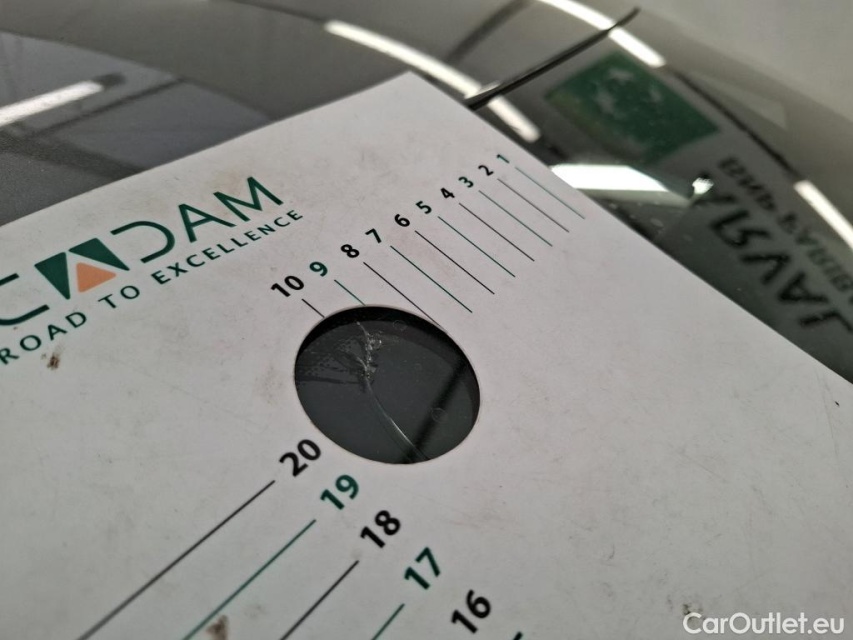 CADAM
ROAD TO EXCELLENCE
10 9 8 7 6 5 4 3 2 1
20
19
18
17
16
CarOutlet.eu